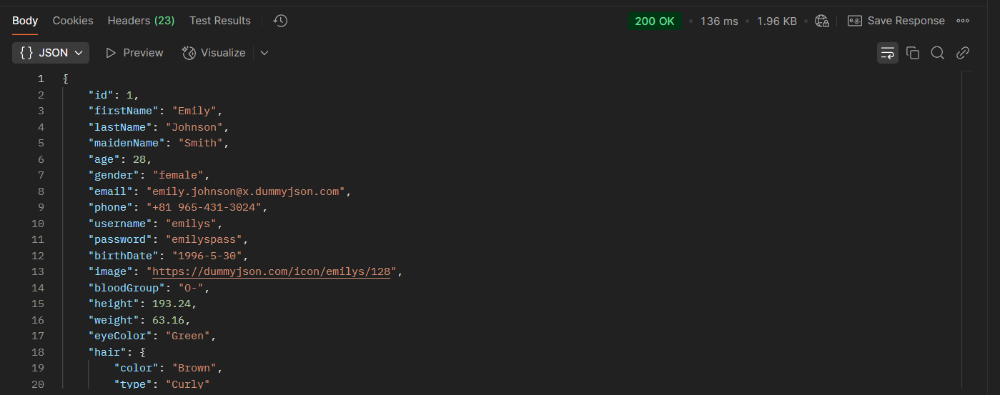 Body Cookies Headers (23) Test Results 200 OK • 136 ms • 1.96 KB • e.g. Save Response
{} JSON Preview Visualize
1 {
2 "id": 1,
3 "firstName": "Emily",
4 "lastName": "Johnson",
5 "maidenName": "Smith",
6 "age": 28,
7 "gender": "female",
8 "email": "emily.johnson@x.dummyjson.com",
9 "phone": "+81 965-431-3024",
10 "username": "emilys",
11 "password": "emilyspass",
12 "birthDate": "1996-5-30",
13 "image": "https://dummyjson.com/icon/emilys/128",
14 "bloodGroup": "O-",
15 "height": 193.24,
16 "weight": 63.16,
17 "eyeColor": "Green",
18 "hair": {
19 "color": "Brown",
20 "type": "Curly"